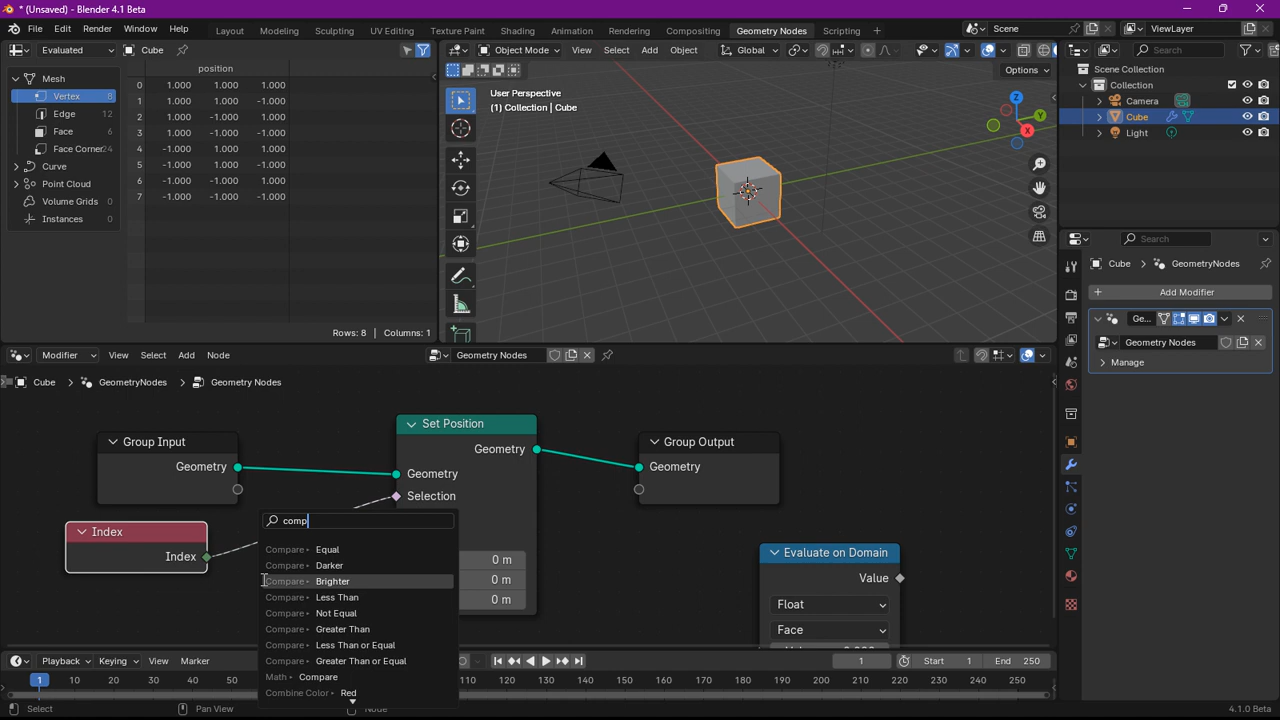 * (Unsaved) - Blender 4.1 Beta
File Edit Render Window Help Layout Modeling Sculpting UV Editing Texture Paint Shading Animation Rendering Compositing Geometry Nodes Scripting Scene ViewLayer
Evaluated Cube Object Mode View Select Add Object Global Search
Options
position
Mesh
Vertex 8
Edge 12
Face 6
Face Corner 24
Curve
Point Cloud
Volume Grids 0
Instances 0
0 1.000 1.000 1.000
1 1.000 1.000 -1.000
2 1.000 -1.000 1.000
3 1.000 -1.000 -1.000
4 -1.000 1.000 1.000
5 -1.000 1.000 -1.000
6 -1.000 -1.000 1.000
7 -1.000 -1.000 -1.000
Rows: 8 Columns: 1
User Perspective
(1) Collection | Cube
Z
Y
X
Scene Collection
Collection
Camera
Cube
Light
Search
Cube GeometryNodes
Add Modifier
Ge...
Geometry Nodes
Manage
Modifier View Select Add Node Geometry Nodes
Cube GeometryNodes Geometry Nodes
Group Input
Geometry
Index
Index
Set Position
Geometry
Geometry
Selection
0 m
0 m
0 m
Group Output
Geometry
Evaluate on Domain
Value
Float
Face
comp
Compare Equal
Compare Darker
Compare Brighter
Compare Less Than
Compare Not Equal
Compare Greater Than
Compare Less Than or Equal
Compare Greater Than or Equal
Math Compare
Combine Color Red
Playback Keying View Marker 1 Start 1 End 250
1 10 20 30 40 50 120 130 140 150 160 170 180 190 200 210 220 230 240 250
Select Pan View Node 4.1.0 Beta